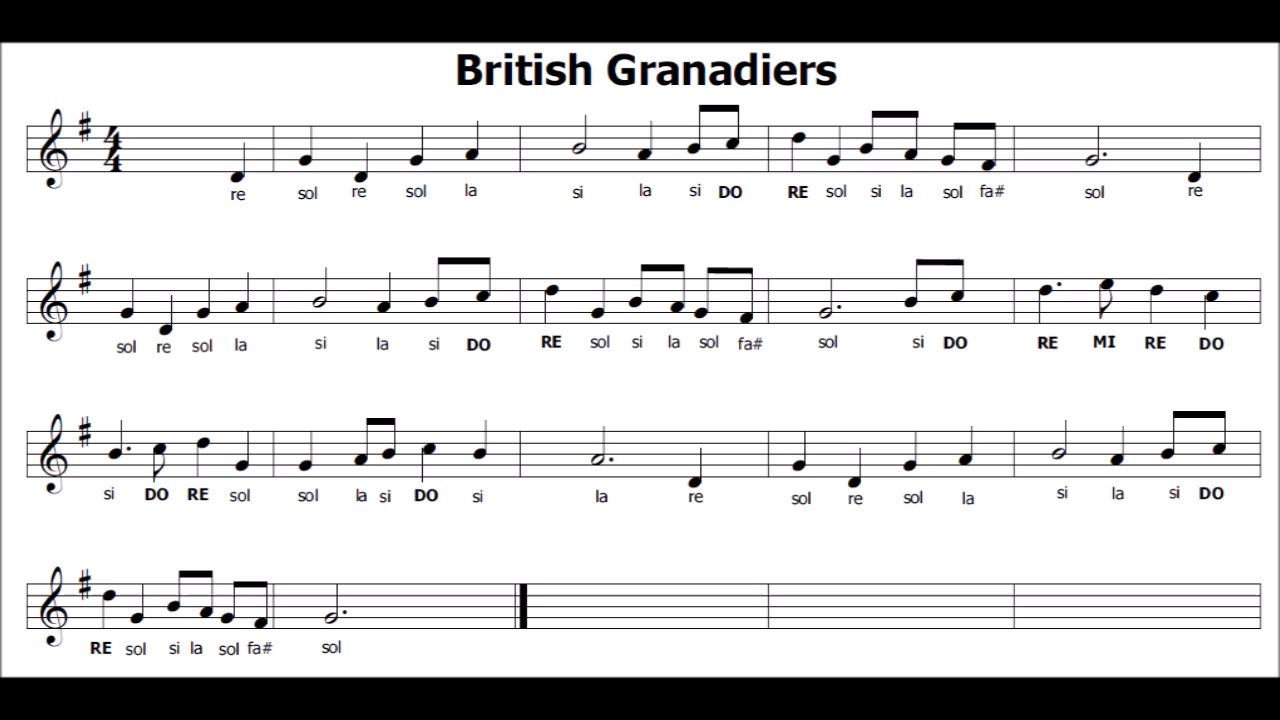 British Granadiers
4
4
re sol re sol la si la si DO RE sol si la sol fa# sol re
sol re sol la si la si DO RE sol si la sol fa# sol si DO RE MI RE DO
si DO RE sol sol la si DO si la re sol re sol la si la si DO
RE sol si la sol fa# sol